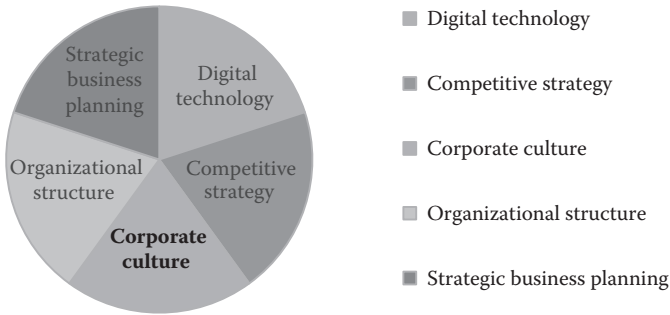 Strategic
business
planning
Digital
technology
Organizational
structure
Competitive
strategy
Corporate
culture
Digital technology
Competitive strategy
Corporate culture
Organizational structure
Strategic business planning